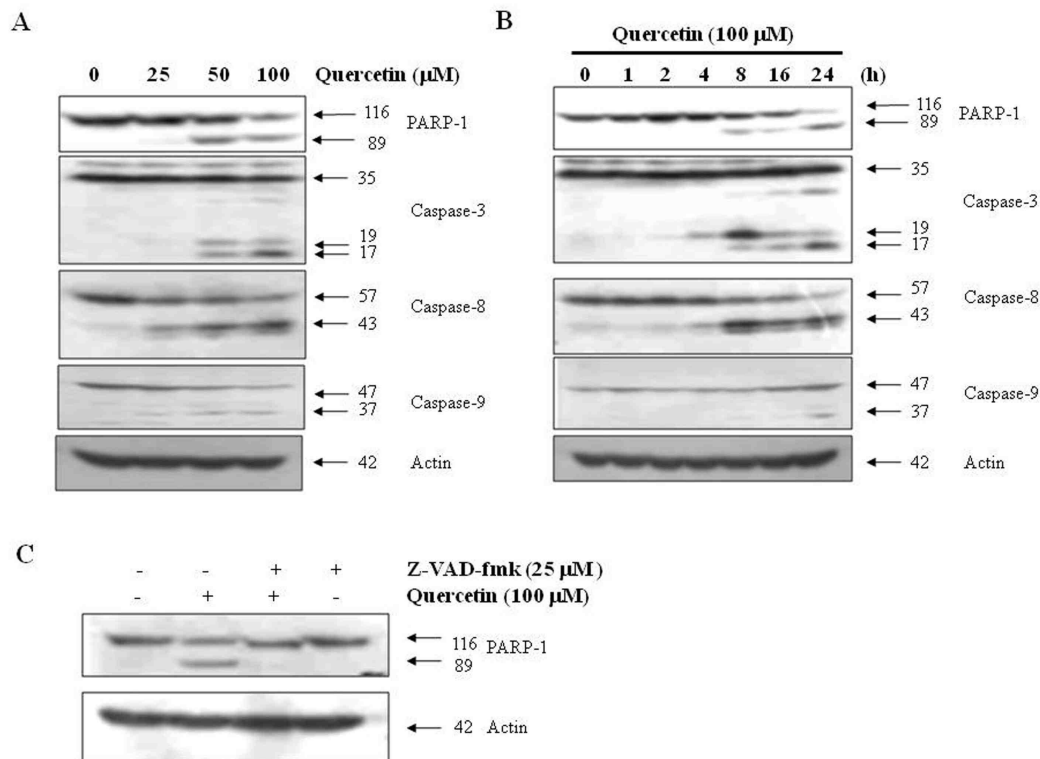 A
0 25 50 100 Quercetin (µM)
116
PARP-1
89
35
Caspase-3
19
17
57
Caspase-8
43
47
Caspase-9
37
42 Actin
B
Quercetin (100 µM)
0 1 2 4 8 16 24 (h)
116
PARP-1
89
35
Caspase-3
19
17
57
Caspase-8
43
47
Caspase-9
37
42 Actin
C
- - + + Z-VAD-fmk (25 µM)
- + + - Quercetin (100 µM)
116 PARP-1
89
42 Actin